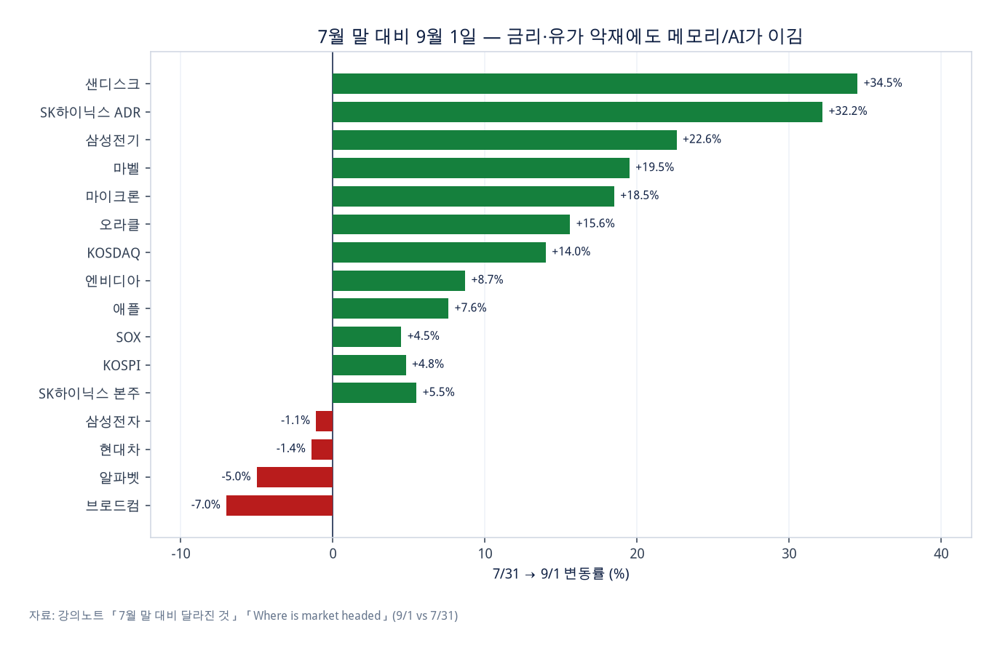 7월 말 대비 9월 1일 — 금리·유가 악재에도 메모리/AI가 이김
샌디스크 +34.5%
SK하이닉스 ADR +32.2%
삼성전기 +22.6%
마벨 +19.5%
마이크론 +18.5%
오라클 +15.6%
KOSDAQ +14.0%
엔비디아 +8.7%
애플 +7.6%
SOX +4.5%
KOSPI +4.8%
SK하이닉스 본주 +5.5%
삼성전자 -1.1%
현대차 -1.4%
알파벳 -5.0%
브로드컴 -7.0%
-10 0 10 20 30 40
7/31 → 9/1 변동률 (%)
자료: 강의노트 「7월 말 대비 달라진 것」「Where is market headed」(9/1 vs 7/31)